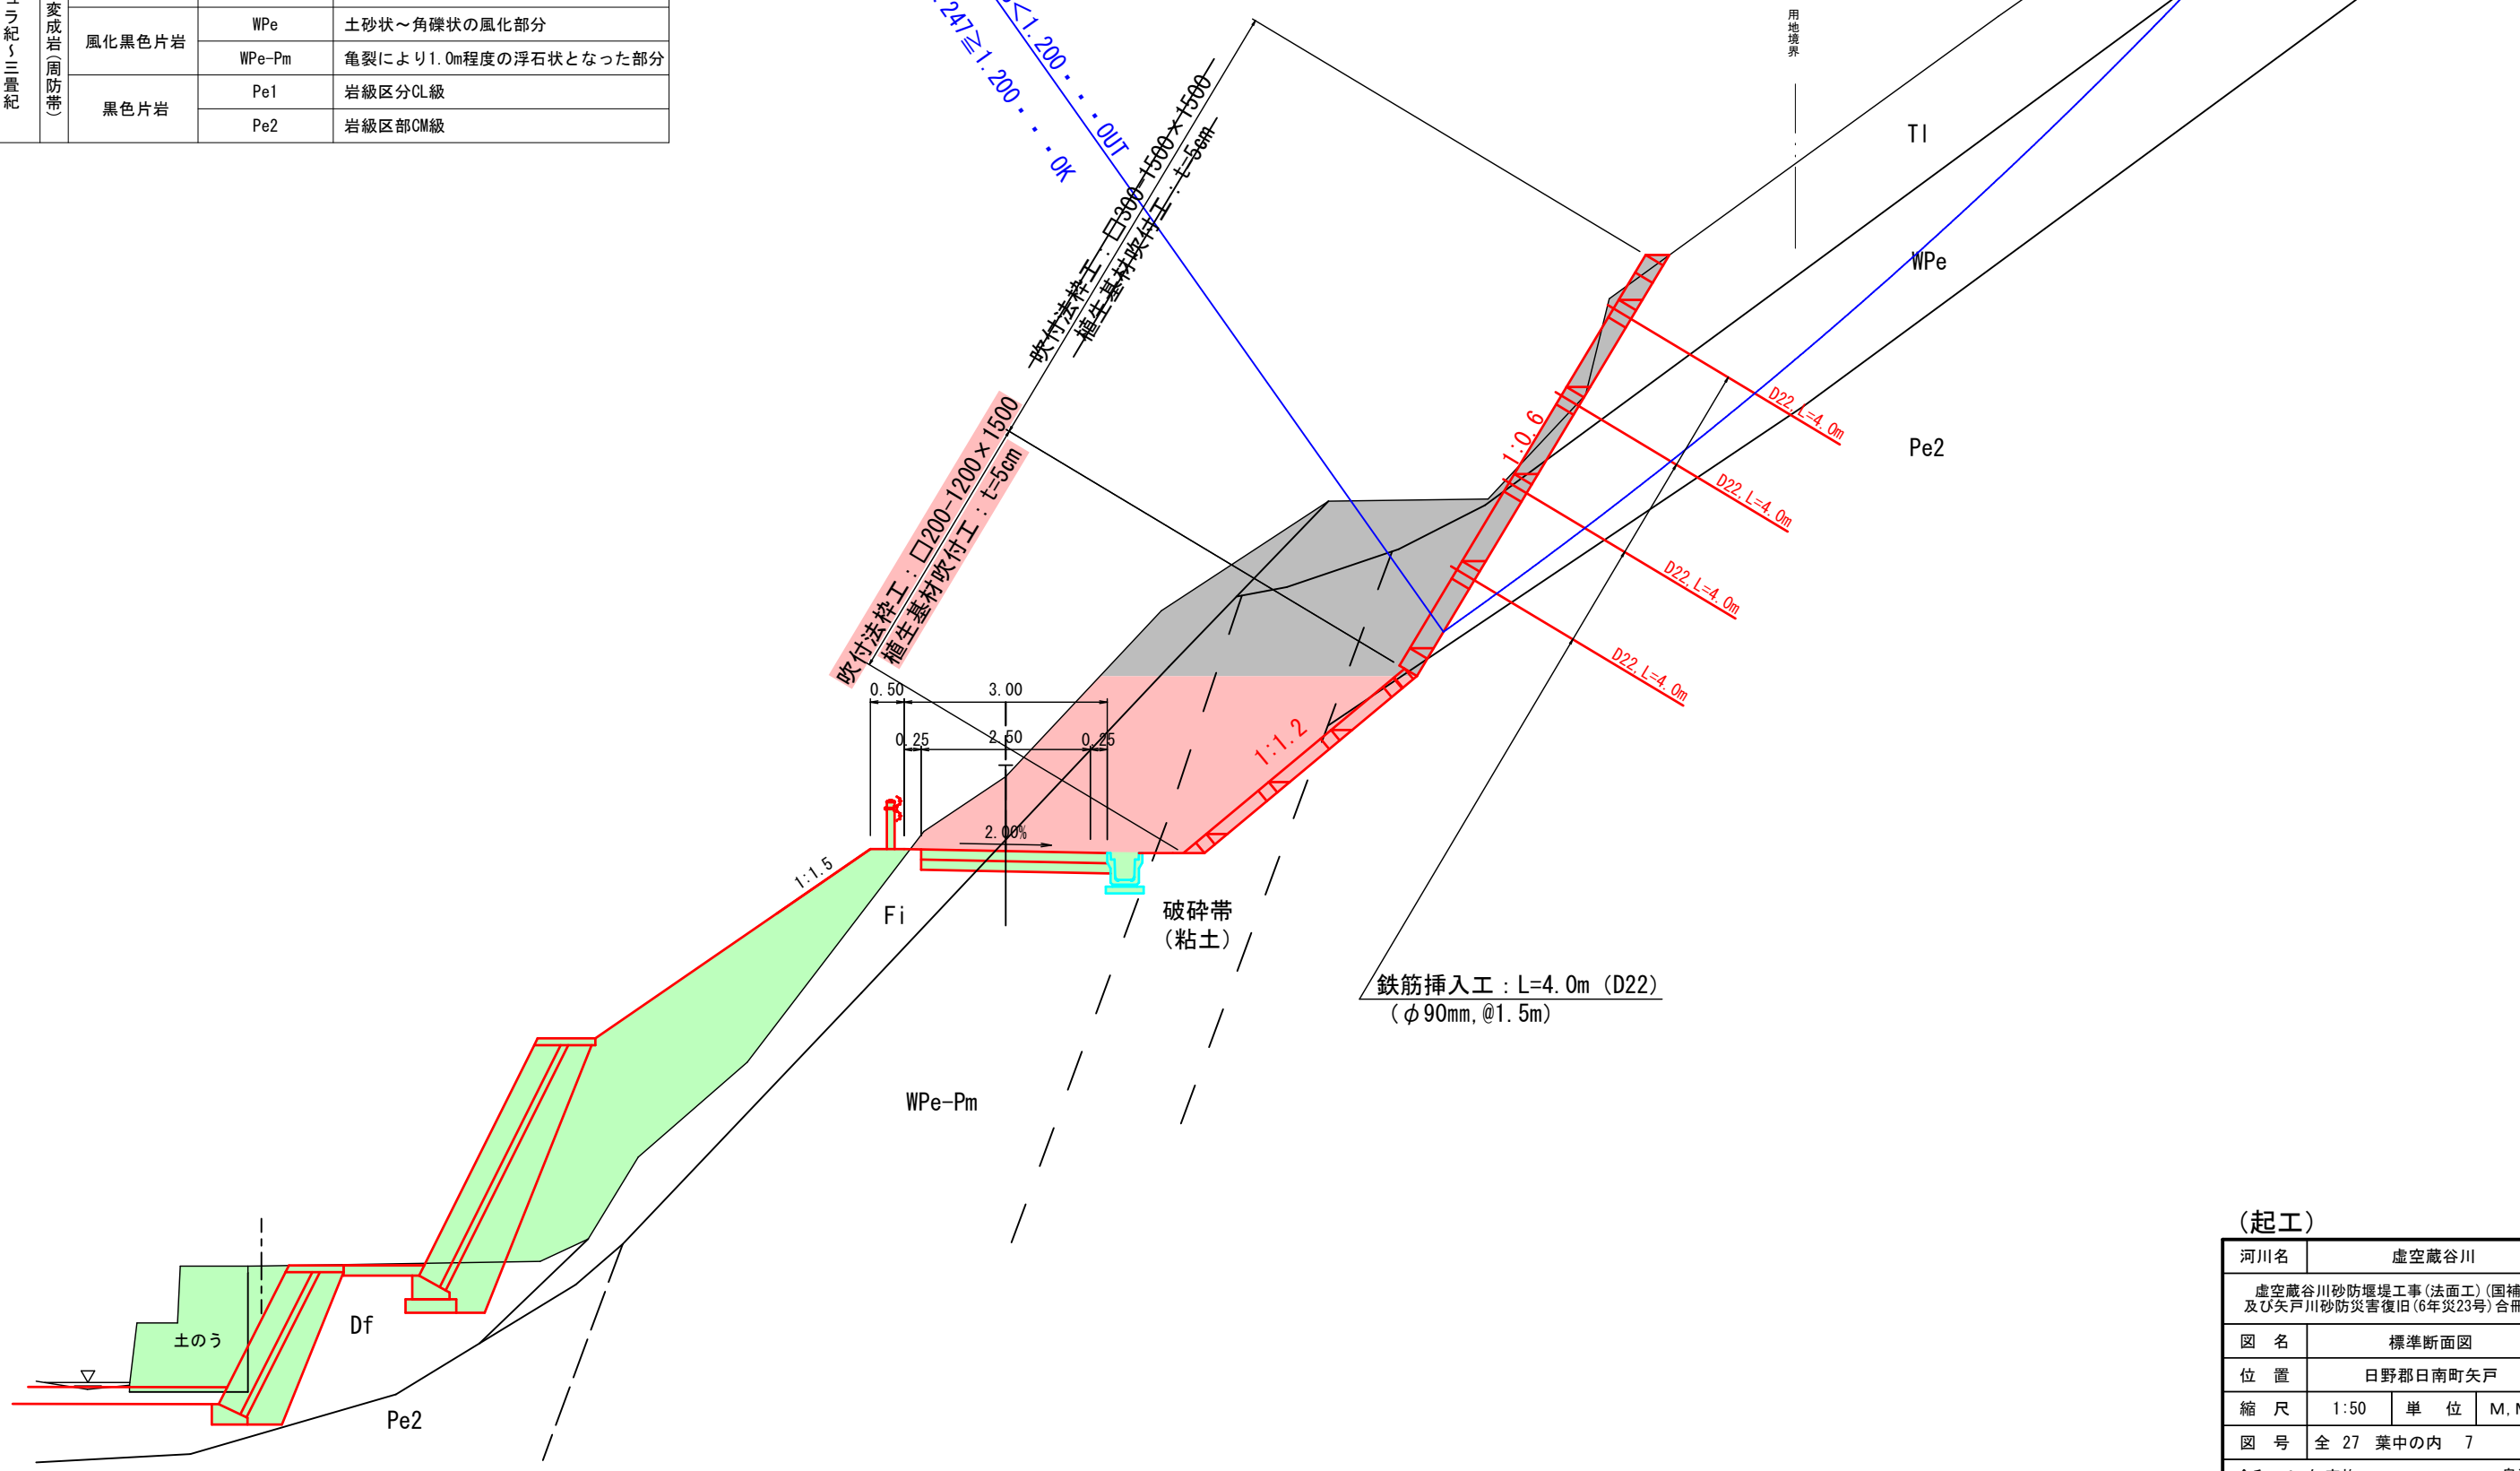 ラ紀～三畳紀
変成岩（周防帯）
風化黒色片岩
WPe
土砂状～角礫状の風化部分
WPe-Pm
亀裂により1.0m程度の浮石状となった部分
黒色片岩
Pe1
岩級区分CL級
Pe2
岩級区部CM級
<1.200・・・OUT
247≧1.200・・・OK
用地境界
吹付法枠工：□300-1500×1500
植生基材吹付工：t=5cm
吹付法枠工：□200-1200×1500
植生基材吹付工：t=5cm
Tl
WPe
Pe2
1:0.6
D22,L=4.0m
D22,L=4.0m
D22,L=4.0m
D22,L=4.0m
0.50
3.00
0.25
2.50
0.25
1:1.2
2.00%
1:1.5
Fi
破砕帯
（粘土）
鉄筋挿入工：L=4.0m（D22）
（φ90mm,@1.5m）
WPe-Pm
土のう
Df
Pe2
（起工）
河川名
虚空蔵谷川
虚空蔵谷川砂防堰堤工事（法面工）（国補
及び矢戸川砂防災害復旧（6年災23号）合冊
図 名
標準断面図
位 置
日野郡日南町矢戸
縮 尺
1:50
単 位
M,
図 号
全 27 葉中の内 7